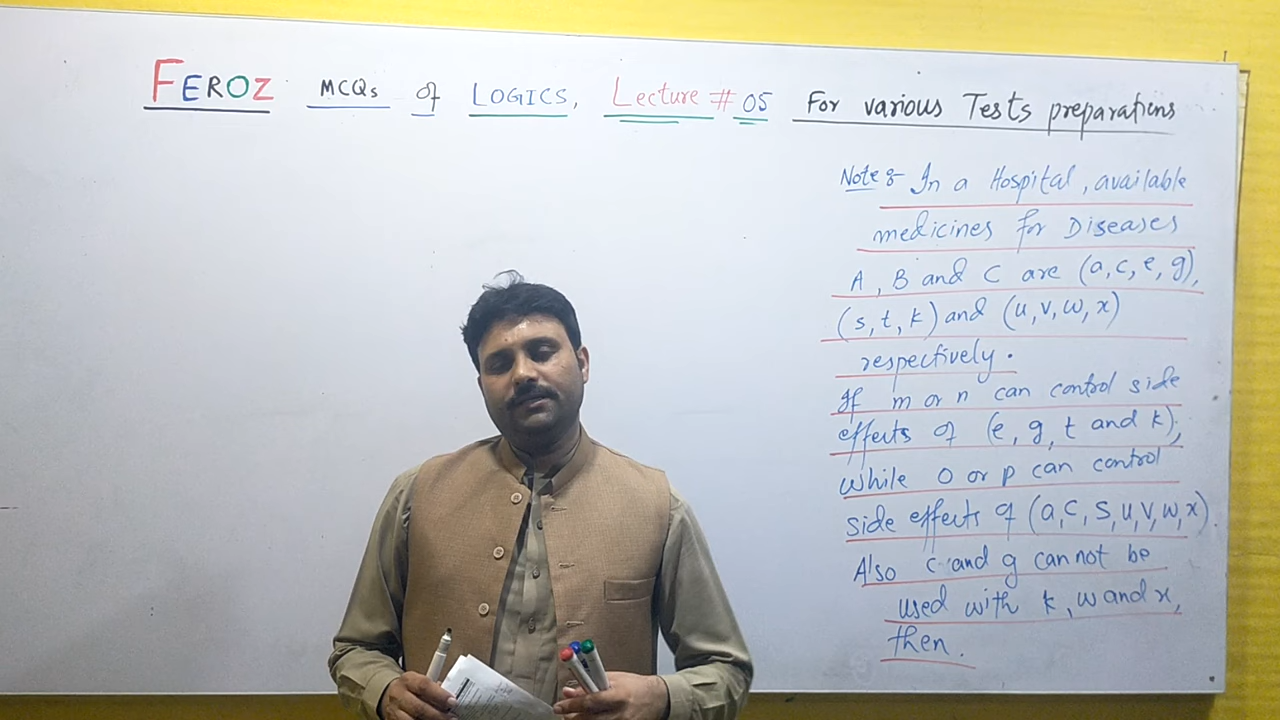 FEROZ MCQs of LOGICS, Lecture # 05 For various Tests preparations
Note:- In a Hospital, available
medicines for Diseases
A, B and C are (a, c, e, g),
(s, t, k) and (u, v, w, x)
respectively.
If m or n can control side
effects of (e, g, t and k),
while o or p can control
side effects of (a, c, s, u, v, w, x).
Also c and g cannot be
used with k, w and x,
then.